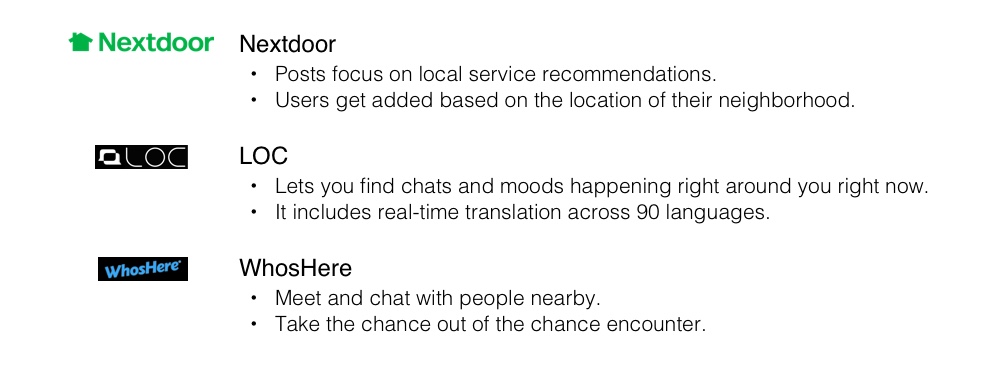 Nextdoor Nextdoor
• Posts focus on local service recommendations.
• Users get added based on the location of their neighborhood.
LOC LOC
• Lets you find chats and moods happening right around you right now.
• It includes real-time translation across 90 languages.
WhosHere WhosHere
• Meet and chat with people nearby.
• Take the chance out of the chance encounter.